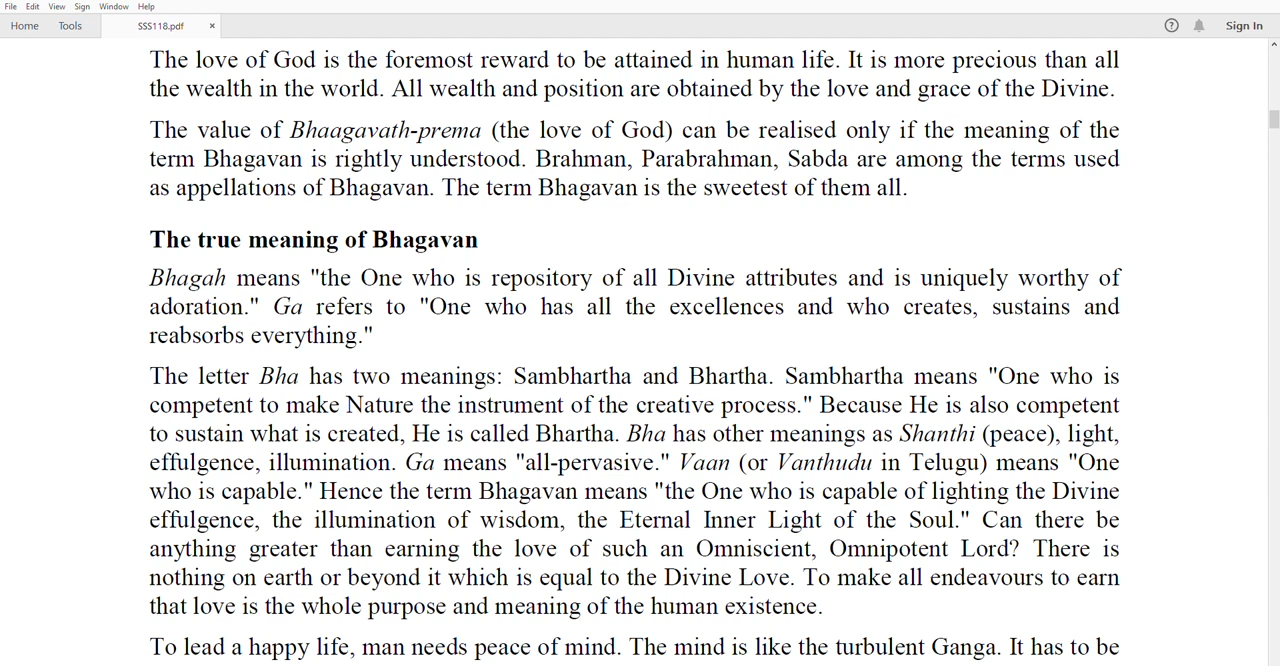 File Edit View Sign Window Help
Home Tools SSS118.pdf × ? Sign In
The love of God is the foremost reward to be attained in human life. It is more precious than all
the wealth in the world. All wealth and position are obtained by the love and grace of the Divine.
The value of Bhaagavath-prema (the love of God) can be realised only if the meaning of the
term Bhagavan is rightly understood. Brahman, Parabrahman, Sabda are among the terms used
as appellations of Bhagavan. The term Bhagavan is the sweetest of them all.
The true meaning of Bhagavan
Bhagah means "the One who is repository of all Divine attributes and is uniquely worthy of
adoration." Ga refers to "One who has all the excellences and who creates, sustains and
reabsorbs everything."
The letter Bha has two meanings: Sambhartha and Bhartha. Sambhartha means "One who is
competent to make Nature the instrument of the creative process." Because He is also competent
to sustain what is created, He is called Bhartha. Bha has other meanings as Shanthi (peace), light,
effulgence, illumination. Ga means "all-pervasive." Vaan (or Vanthudu in Telugu) means "One
who is capable." Hence the term Bhagavan means "the One who is capable of lighting the Divine
effulgence, the illumination of wisdom, the Eternal Inner Light of the Soul." Can there be
anything greater than earning the love of such an Omniscient, Omnipotent Lord? There is
nothing on earth or beyond it which is equal to the Divine Love. To make all endeavours to earn
that love is the whole purpose and meaning of the human existence.
To lead a happy life, man needs peace of mind. The mind is like the turbulent Ganga. It has to be